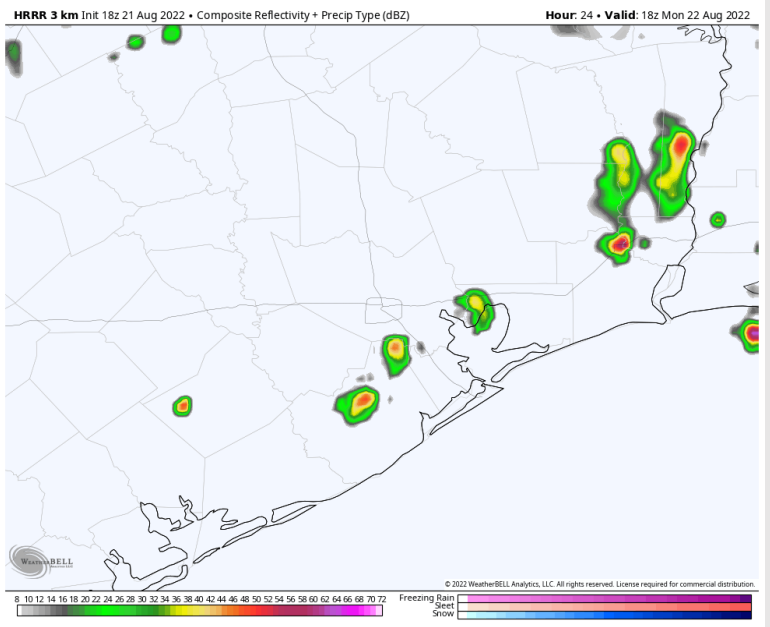 HRRR 3 km Init 18z 21 Aug 2022 • Composite Reflectivity + Precip Type (dBZ)
Hour: 24 • Valid: 18z Mon 22 Aug 2022
WEATHERBELL
© 2022 WeatherBELL Analytics, LLC. All rights reserved. License required for commercial distribution.
8 10 12 14 16 18 20 22 24 26 28 30 32 34 36 38 40 42 44 46 48 50 52 54 56 58 60 62 64 66 68 70 72
Freezing Rain
Sleet
Snow